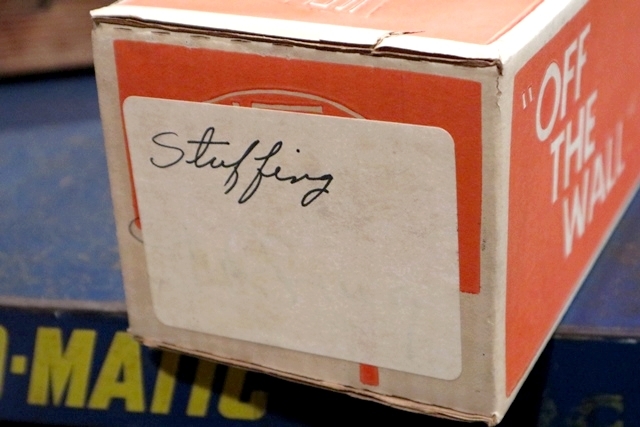 Stuffing
"OFF
THE
WALL
-MATIC